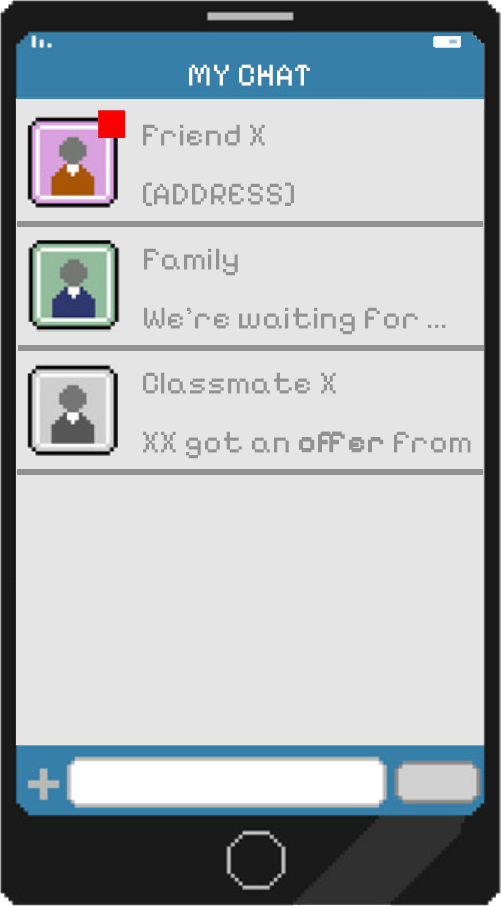 MY CHAT
Friend X
(ADDRESS)
Family
We're waiting for ...
Classmate X
XX got an offer from